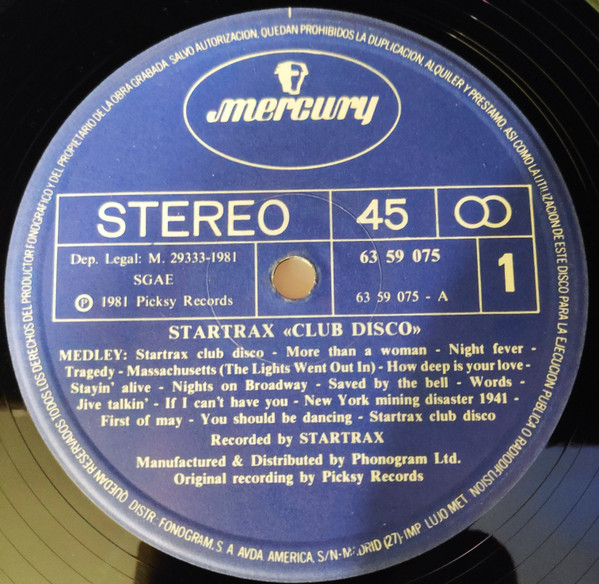 QUEDAN RESERVADOS TODOS LOS DERECHOS DEL PRODUCTOR FONOGRAFICO Y DEL PROPIETARIO DE LA OBRA GRABADA. SALVO AUTORIZACION, QUEDAN PROHIBIDOS LA DUPLICACION, ALQUILER Y PRESTAMO, ASI COMO LA UTILIZACION DE ESTE DISCO PARA LA EJECUCION PUBLICA O RADIODIFUSION
mercury
STEREO 45
Dep. Legal: M. 29333-1981
SGAE
Ⓟ 1981 Picksy Records
63 59 075
63 59 075 - A
1
STARTRAX «CLUB DISCO»
MEDLEY: Startrax club disco - More than a woman - Night fever -
Tragedy - Massachusetts (The Lights Went Out In) - How deep is your love -
Stayin' alive - Nights on Broadway - Saved by the bell - Words -
Jive talkin' - If I can't have you - New York mining disaster 1941 -
First of may - You should be dancing - Startrax club disco
Recorded by STARTRAX
Manufactured & Distributed by Phonogram Ltd.
Original recording by Picksy Records
DISTR. FONOGRAM, S. A. AVDA. AMERICA, S/N-MADRID (27)-IMP. LUJO MET